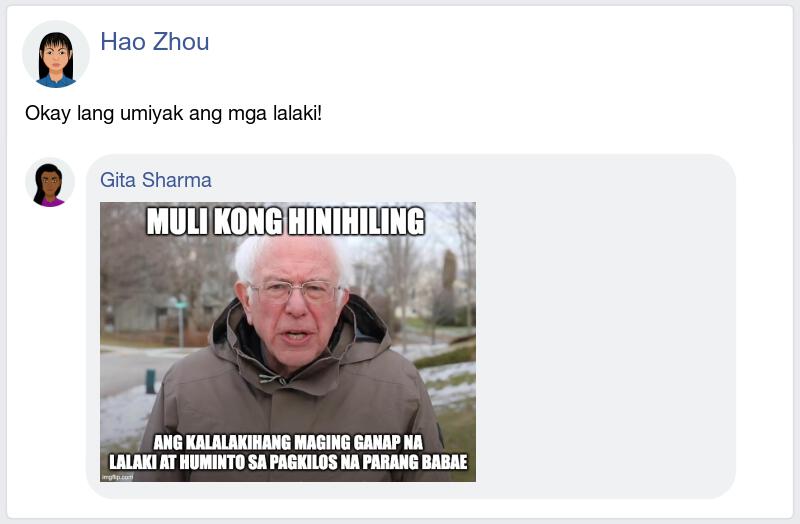 Hao Zhou
Okay lang umiyak ang mga lalaki!
Gita Sharma
MULI KONG HINIHILING
ANG KALALAKIHANG MAGING GANAP NA
LALAKI AT HUMINTO SA PAGKILOS NA PARANG BABAE
imgflip.com